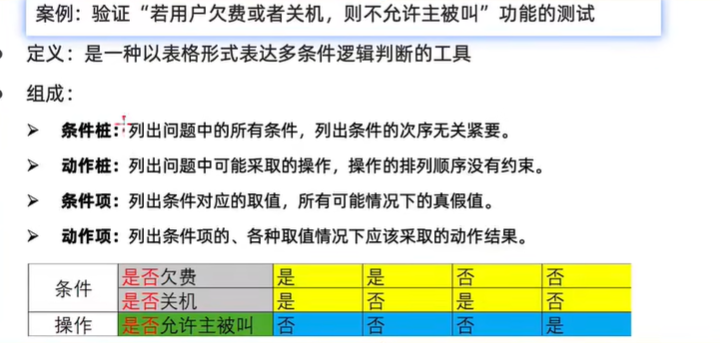 案例：验证“若用户欠费或者关机，则不允许主被叫”功能的测试
定义：是一种以表格形式表达多条件逻辑判断的工具
组成：
条件桩：列出问题中的所有条件，列出条件的次序无关紧要。
动作桩：列出问题中可能采取的操作，操作的排列顺序没有约束。
条件项：列出条件对应的取值，所有可能情况下的真假值。
动作项：列出条件项的、各种取值情况下应该采取的动作结果。
条件 是否欠费 是 是 否 否
是否关机 是 否 是 否
操作 是否允许主被叫 否 否 否 是